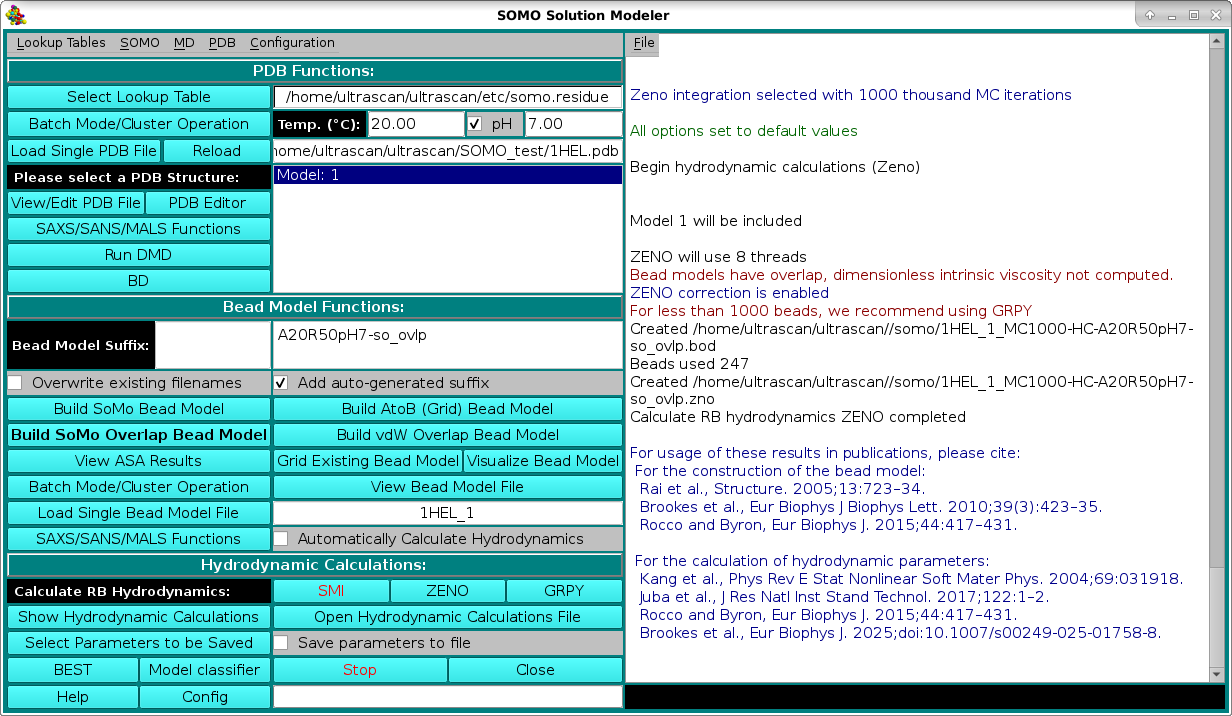 SOMO Solution Modeler
Lookup Tables SOMO MD PDB Configuration
PDB Functions:
Select Lookup Table /home/ultrascan/ultrascan/etc/somo.residue
Batch Mode/Cluster Operation Temp. (°C): 20.00 pH 7.00
Load Single PDB File Reload home/ultrascan/ultrascan/SOMO_test/1HEL.pdb
Please select a PDB Structure: Model: 1
View/Edit PDB File PDB Editor
SAXS/SANS/MALS Functions
Run DMD
BD
Bead Model Functions:
Bead Model Suffix: A20R50pH7-so_ovlp
Overwrite existing filenames Add auto-generated suffix
Build SoMo Bead Model Build AtoB (Grid) Bead Model
Build SoMo Overlap Bead Model Build vdW Overlap Bead Model
View ASA Results Grid Existing Bead Model Visualize Bead Model
Batch Mode/Cluster Operation View Bead Model File
Load Single Bead Model File 1HEL_1
SAXS/SANS/MALS Functions Automatically Calculate Hydrodynamics
Hydrodynamic Calculations:
Calculate RB Hydrodynamics: SMI ZENO GRPY
Show Hydrodynamic Calculations Open Hydrodynamic Calculations File
Select Parameters to be Saved Save parameters to file
BEST Model classifier Stop Close
Help Config
File
Zeno integration selected with 1000 thousand MC iterations
All options set to default values
Begin hydrodynamic calculations (Zeno)
Model 1 will be included
ZENO will use 8 threads
Bead models have overlap, dimensionless intrinsic viscosity not computed.
ZENO correction is enabled
For less than 1000 beads, we recommend using GRPY
Created /home/ultrascan/ultrascan//somo/1HEL_1_MC1000-HC-A20R50pH7-
so_ovlp.bod
Beads used 247
Created /home/ultrascan/ultrascan//somo/1HEL_1_MC1000-HC-A20R50pH7-
so_ovlp.zno
Calculate RB hydrodynamics ZENO completed
For usage of these results in publications, please cite:
For the construction of the bead model:
Rai et al., Structure. 2005;13:723–34.
Brookes et al., Eur Biophys J Biophys Lett. 2010;39(3):423–35.
Rocco and Byron, Eur Biophys J. 2015;44:417–431.
For the calculation of hydrodynamic parameters:
Kang et al., Phys Rev E Stat Nonlinear Soft Mater Phys. 2004;69:031918.
Juba et al., J Res Natl Inst Stand Technol. 2017;122:1–2.
Rocco and Byron, Eur Biophys J. 2015;44:417–431.
Brookes et al., Eur Biophys J. 2025;doi:10.1007/s00249-025-01758-8.